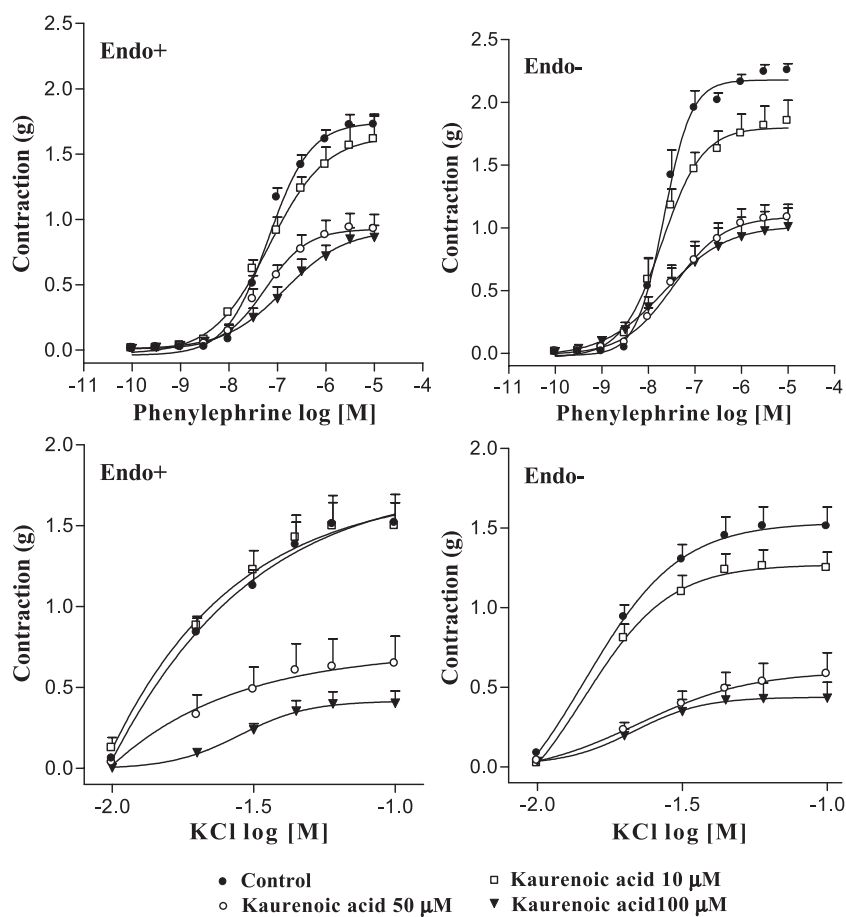 Endo+
2.5
2.0
1.5
1.0
0.5
0.0
Contraction (g)
-11 -10 -9 -8 -7 -6 -5 -4
Phenylephrine log [M]
Endo-
2.5
2.0
1.5
1.0
0.5
0.0
Contraction (g)
-11 -10 -9 -8 -7 -6 -5 -4
Phenylephrine log [M]
Endo+
2.0
1.5
1.0
0.5
0.0
Contraction (g)
-2.0 -1.5 -1.0
KCl log [M]
Endo-
2.0
1.5
1.0
0.5
0.0
Contraction (g)
-2.0 -1.5 -1.0
KCl log [M]
Control
Kaurenoic acid 10 μM
Kaurenoic acid 50 μM
Kaurenoic acid100 μM